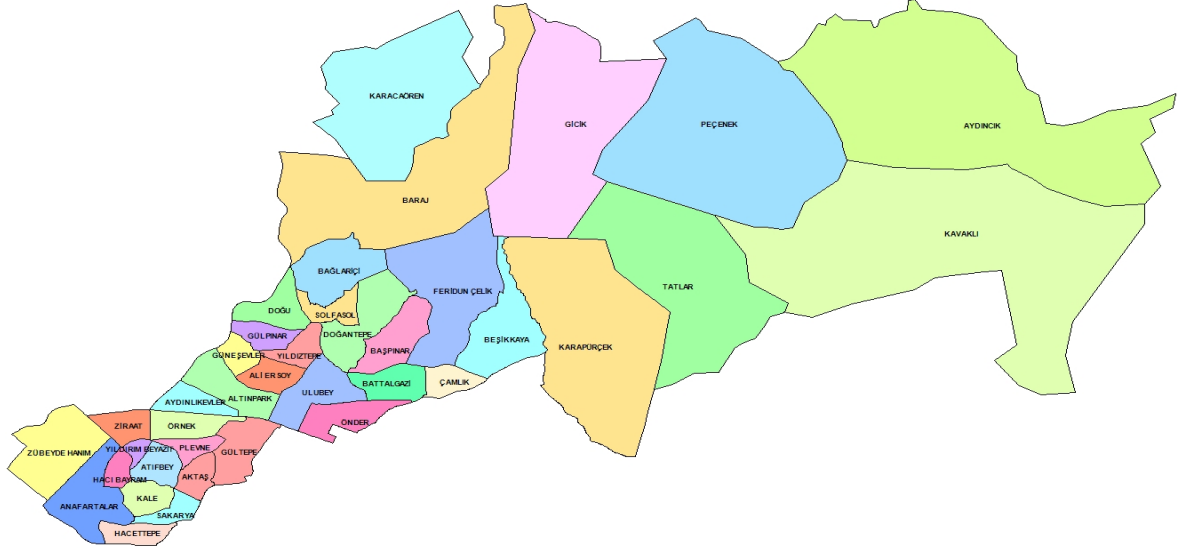 KARACAÖREN
GİCİK
PEÇENEK
AYDINCIK
BARAJ
KAVAKLI
BAĞLARİÇİ
FERİDUN ÇELİK
TATLAR
DOĞU
SOLFASOL
GÜLPINAR
DOĞANTEPE
BEŞİKKAYA
KARAPÜRÇEK
GÜNEŞEVLER
YILDIZTEPE
BAŞPINAR
ALİ ERSOY
BATTALGAZİ
ÇAMLIK
ULUBEY
AYDINLIKEVLER
ALTINPARK
ÖNDER
ZİRAAT
ÖRNEK
ZÜBEYDE HANIM
YILDIRIM BEYAZIT
PLEVNE
GÜLTEPE
ATIFBEY
HACI BAYRAM
AKTAŞ
KALE
ANAFARTALAR
SAKARYA
HACETTEPE